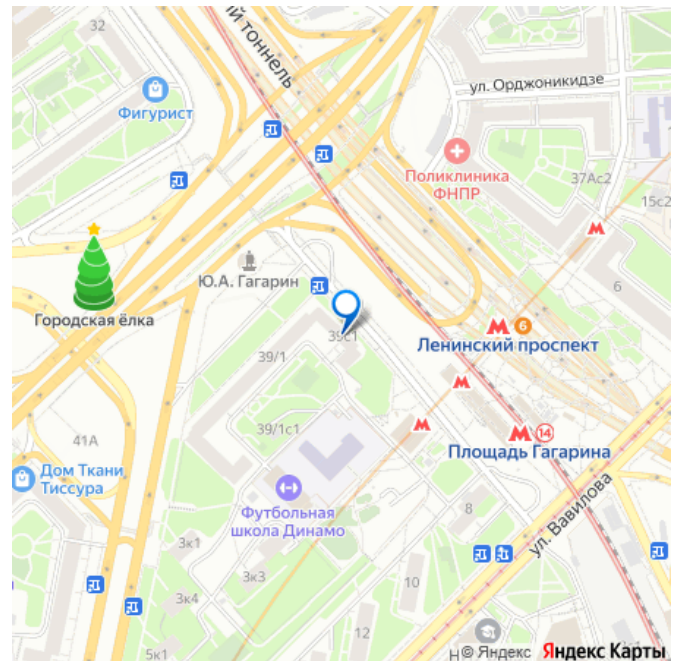 32
ий тоннель
Фигурист
ул. Орджоникидзе
Поликлиника
ФНПР
37Ас2
15с2
Ю.А. Гагарин
6
Городская ёлка
39с1
6
Ленинский проспект
39/1
39/1с1
14
Площадь Гагарина
41А
Дом Ткани
Тиссура
Футбольная
школа Динамо
8
ул. Вавилова
3к1
3к3
3к4
10
12
5к1
Н
© Яндекс Яндекс Карты